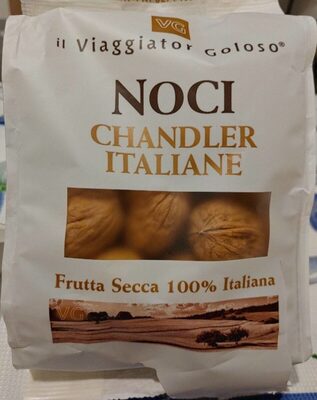 VG
il Viaggiator Goloso®
NOCI
CHANDLER
ITALIANE
Frutta Secca 100% Italiana
VG